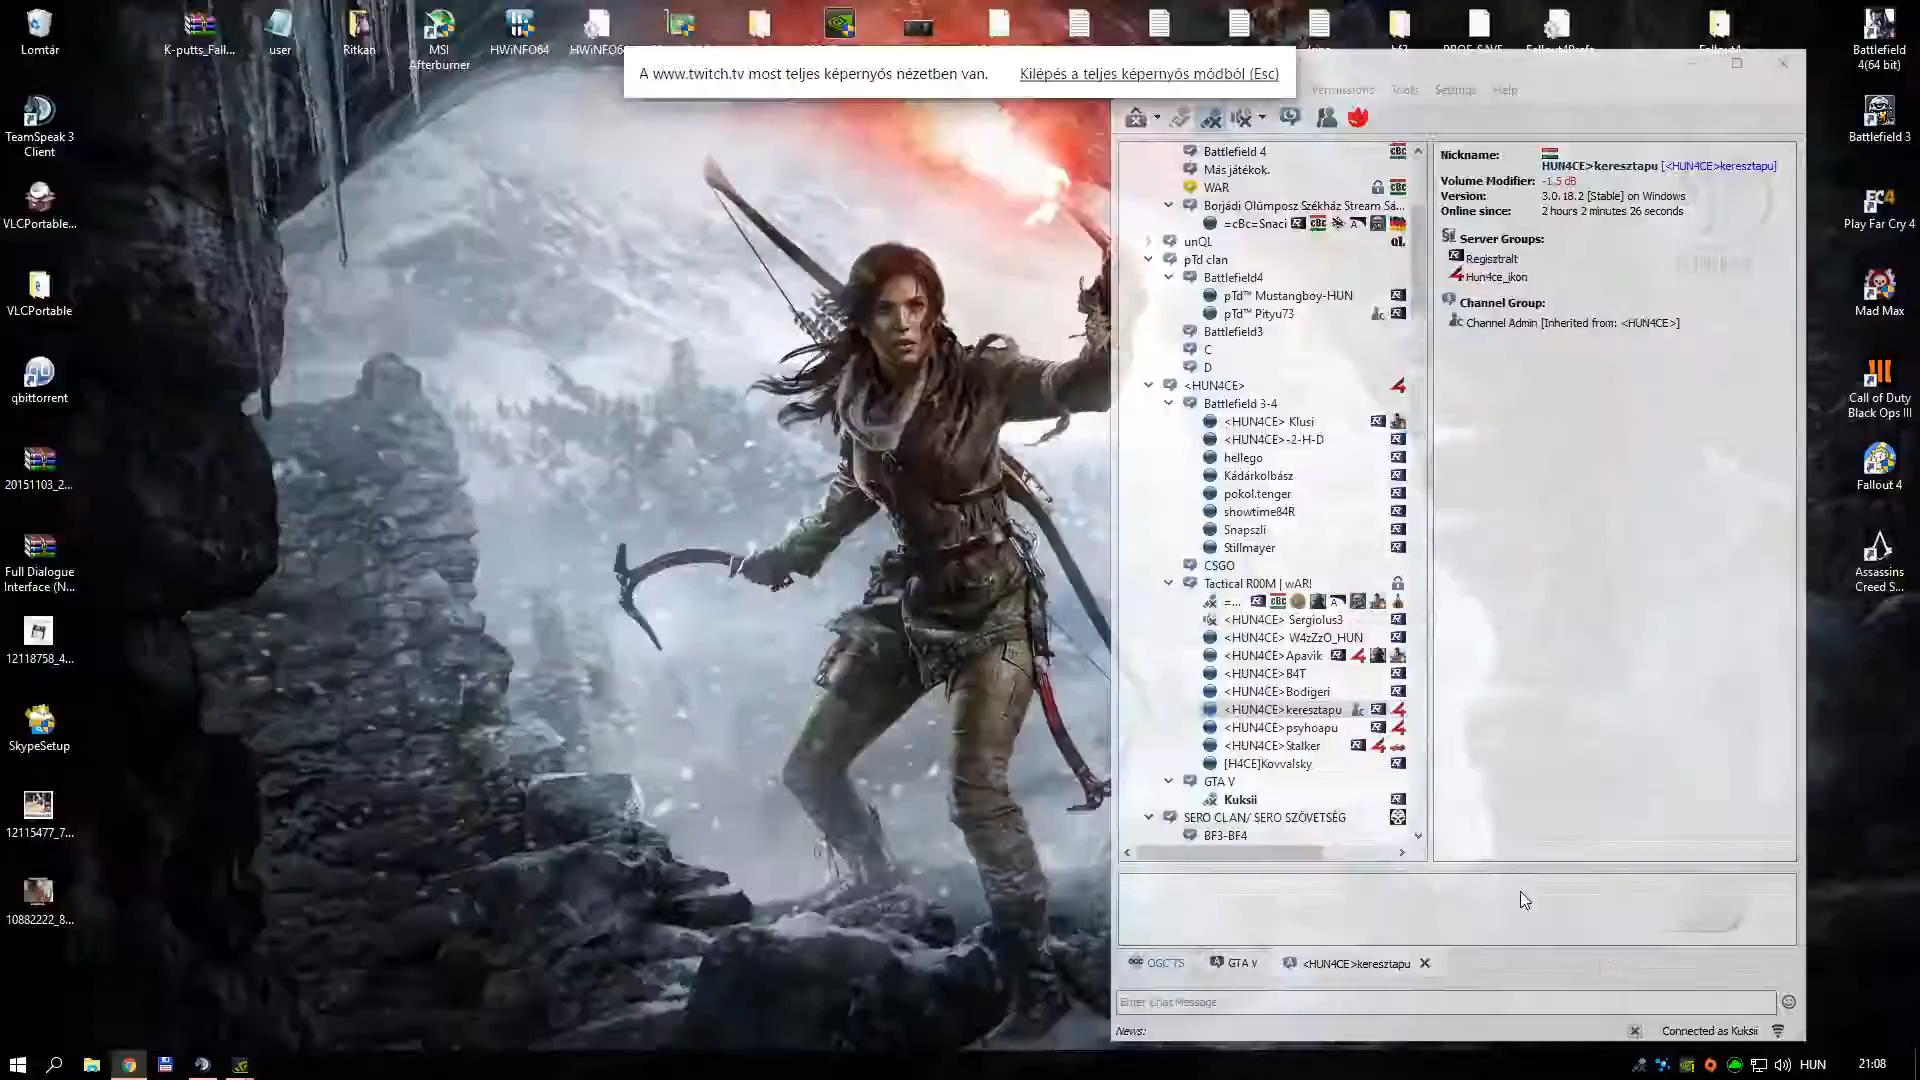 Lomtár
K-putts_Fall...
user
Ritkan
MSI Afterburner
HWiNFO64
Battlefield 4(64 bit)
A www.twitch.tv most teljes képernyős nézetben van. Kilépés a teljes képernyős módból (Esc)
Permissions Tools Settings Help
TeamSpeak 3 Client
VLCPortable...
VLCPortable
qbittorrent
20151103_2...
Full Dialogue Interface (N...
12118758_4...
SkypeSetup
12115477_7...
10882222_8...
Battlefield 4
Más játékok.
WAR
Borjádi Olümposz Székház Stream Sá...
=cBc=Snaci
unQL
pTd clan
Battlefield4
pTd™ Mustangboy-HUN
pTd™ Pityu73
Battlefield3
C
D
<HUN4CE>
Battlefield 3-4
<HUN4CE> Klusi
<HUN4CE>-2-H-D
hellego
Kádárkolbász
pokol.tenger
showtime84R
Snapszli
Stillmayer
CSGO
Tactical R00M | wAR!
=...
<HUN4CE> Sergiolus3
<HUN4CE> W4zZzO_HUN
<HUN4CE>Apavik
<HUN4CE>B4T
<HUN4CE>Bodigeri
<HUN4CE>keresztapu
<HUN4CE>psyhoapu
<HUN4CE>Stalker
[H4CE]Kovvalsky
GTA V
Kuksii
SERO CLAN/ SERO SZÖVETSÉG
BF3-BF4
Nickname: HUN4CE>keresztapu [<HUN4CE>keresztapu]
Volume Modifier: -1.5 dB
Version: 3.0.18.2 [Stable] on Windows
Online since: 2 hours 2 minutes 26 seconds
Server Groups:
Regisztralt
Hun4ce_ikon
Channel Group:
Channel Admin [Inherited from: <HUN4CE>]
Battlefield 3
Play Far Cry 4
Mad Max
Call of Duty Black Ops III
Fallout 4
Assassins Creed S...
OGC TS GTA V <HUN4CE>keresztapu
Enter Chat Message
News: Connected as Kuksii
HUN 21:08